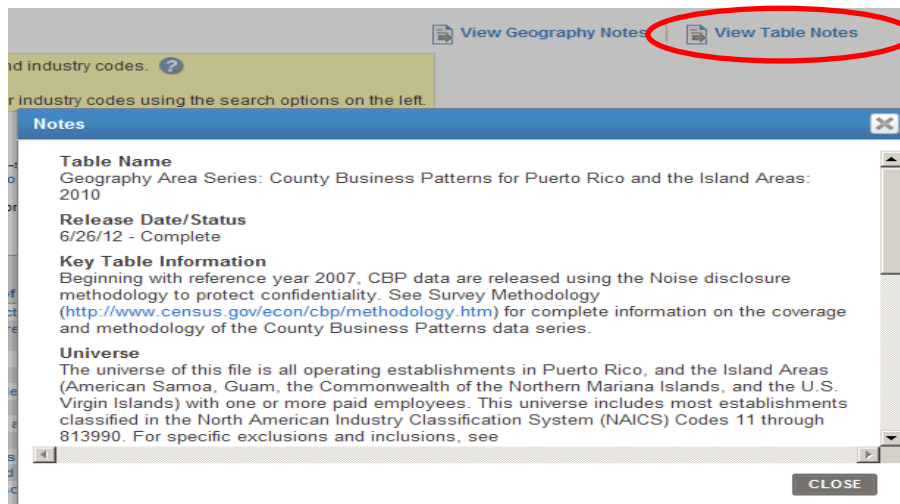 View Geography Notes | View Table Notes
nd industry codes.
r industry codes using the search options on the left.
Notes
Table Name
Geography Area Series: County Business Patterns for Puerto Rico and the Island Areas:
2010
Release Date/Status
6/26/12 - Complete
Key Table Information
Beginning with reference year 2007, CBP data are released using the Noise disclosure
methodology to protect confidentiality. See Survey Methodology
(http://www.census.gov/econ/cbp/methodology.htm) for complete information on the coverage
and methodology of the County Business Patterns data series.
Universe
The universe of this file is all operating establishments in Puerto Rico, and the Island Areas
(American Samoa, Guam, the Commonwealth of the Northern Mariana Islands, and the U.S.
Virgin Islands) with one or more paid employees. This universe includes most establishments
classified in the North American Industry Classification System (NAICS) Codes 11 through
813990. For specific exclusions and inclusions, see
CLOSE